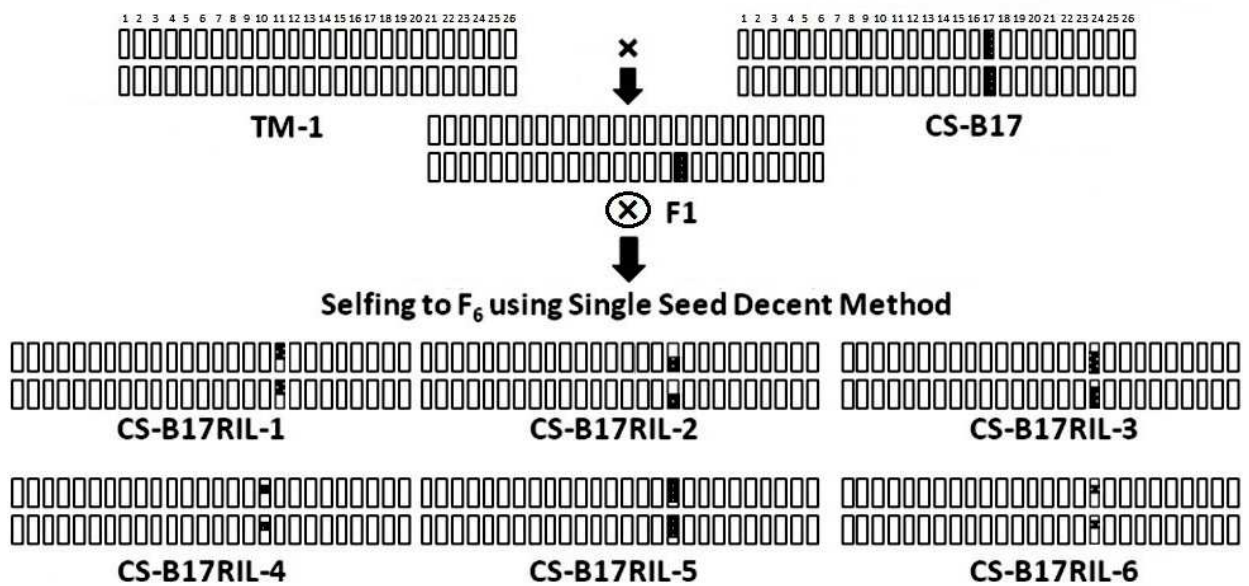 1 2 3 4 5 6 7 8 9 10 11 12 13 14 15 16 17 18 19 20 21 22 23 24 25 26
1 2 3 4 5 6 7 8 9 10 11 12 13 14 15 16 17 18 19 20 21 22 23 24 25 26
×
TM-1
CS-B17
× F1
Selfing to F₆ using Single Seed Decent Method
CS-B17RIL-1
CS-B17RIL-2
CS-B17RIL-3
CS-B17RIL-4
CS-B17RIL-5
CS-B17RIL-6